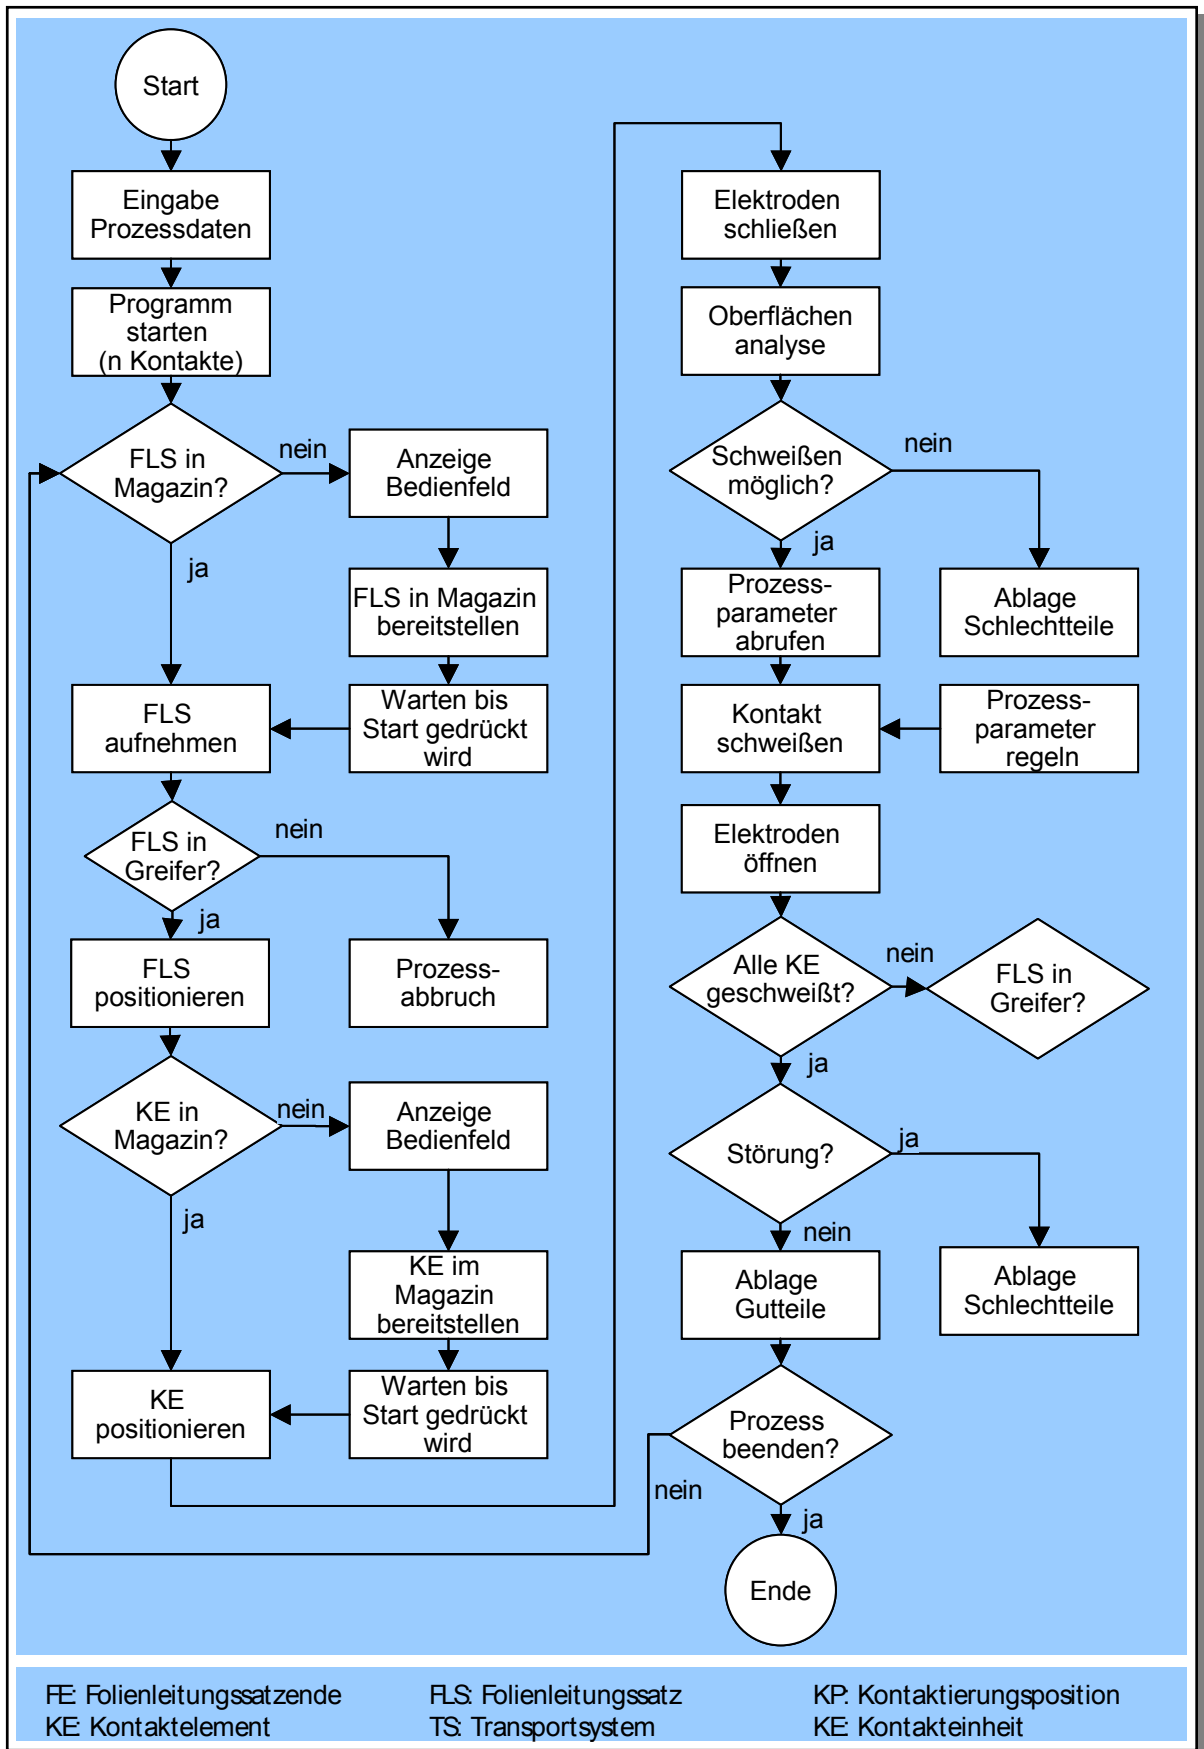 Start
Eingabe
Prozessdaten
Programm
starten
(n Kontakte)
FLS in
Magazin?
nein
Anzeige
Bedienfeld
ja
FLS in Magazin
bereitstellen
Warten bis
Start gedrückt
wird
FLS
aufnehmen
FLS in
Greifer?
nein
ja
Prozess-
abbruch
FLS
positionieren
KE in
Magazin?
nein
Anzeige
Bedienfeld
ja
KE im
Magazin
bereitstellen
Warten bis
Start gedrückt
wird
KE
positionieren
Elektroden
schließen
Oberflächen
analyse
Schweißen
möglich?
nein
ja
Ablage
Schlechtteile
Prozess-
parameter
abrufen
Kontakt
schweißen
Prozess-
parameter
regeln
Elektroden
öffnen
Alle KE
geschweißt?
nein
FLS in
Greifer?
ja
Störung?
ja
nein
Ablage
Schlechtteile
Ablage
Gutteile
Prozess
beenden?
nein
ja
Ende
FE: Folienleitungssatzende
FLS: Folienleitungssatz
KP: Kontaktierungsposition
KE: Kontaktelement
TS: Transportsystem
KE: Kontakteinheit